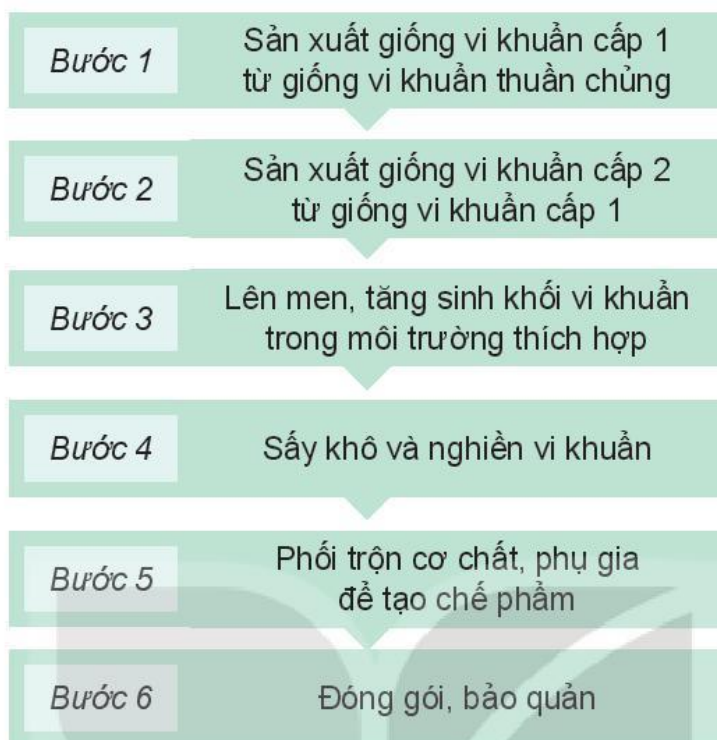 Bước 1
Sản xuất giống vi khuẩn cấp 1
từ giống vi khuẩn thuần chủng
Bước 2
Sản xuất giống vi khuẩn cấp 2
từ giống vi khuẩn cấp 1
Bước 3
Lên men, tăng sinh khối vi khuẩn
trong môi trường thích hợp
Bước 4
Sấy khô và nghiền vi khuẩn
Bước 5
Phối trộn cơ chất, phụ gia
để tạo chế phẩm
Bước 6
Đóng gói, bảo quản